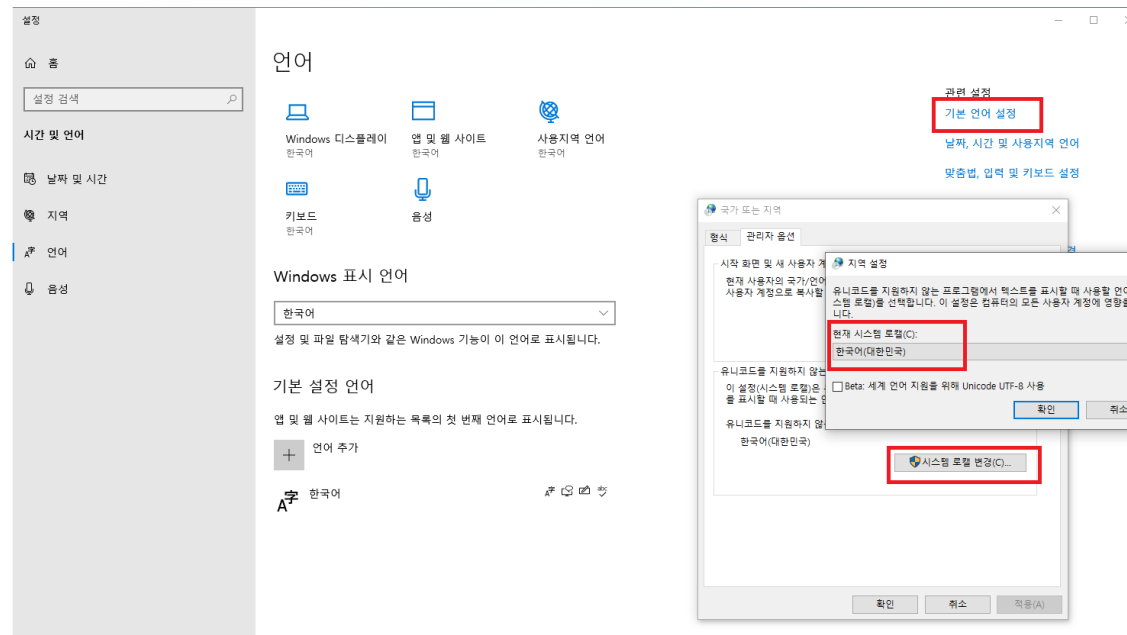 설정
홈
설정 검색
시간 및 언어
날짜 및 시간
지역
언어
음성
언어
Windows 디스플레이
한국어
앱 및 웹 사이트
한국어
사용지역 언어
한국어
키보드
한국어
음성
Windows 표시 언어
한국어
설정 및 파일 탐색기와 같은 Windows 기능이 이 언어로 표시됩니다.
기본 설정 언어
앱 및 웹 사이트는 지원하는 목록의 첫 번째 언어로 표시됩니다.
언어 추가
한국어
관련 설정
기본 언어 설정
날짜, 시간 및 사용지역 언어
맞춤법, 입력 및 키보드 설정
국가 또는 지역
형식
관리자 옵션
시작 화면 및 새 사용자
현재 사용자의 국가/언어
사용자 계정으로 복사할
유니코드를 지원하지 않는
이 설정(시스템 로캘)은
를 표시할 때 사용되는
유니코드를 지원하지
한국어(대한민국)
시스템 로캘 변경(C)...
확인
취소
적용(A)
지역 설정
유니코드를 지원하지 않는 프로그램에서 텍스트를 표시할 때 사용할
스템 로캘)를 선택합니다. 이 설정은 컴퓨터의 모든 사용자 계정에
니다.
현재 시스템 로캘(C):
한국어(대한민국)
Beta: 세계 언어 지원을 위해 Unicode UTF-8 사용
확인
취소